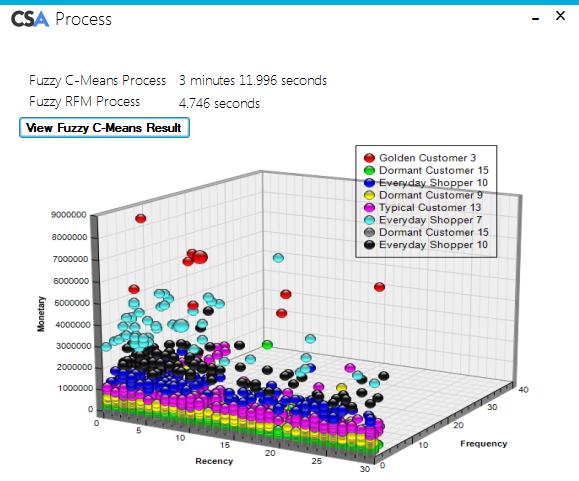 CSA Process
Fuzzy C-Means Process 3 minutes 11.996 seconds
Fuzzy RFM Process 4.746 seconds
View Fuzzy C-Means Result
Golden Customer 3
Dormant Customer 15
Everyday Shopper 10
Dormant Customer 9
Typical Customer 13
Everyday Shopper 7
Dormant Customer 15
Everyday Shopper 10
9000000
8000000
7000000
6000000
5000000
4000000
3000000
2000000
1000000
0
Monetary
0
5
10
15
20
25
30
Recency
0
10
20
30
40
Frequency